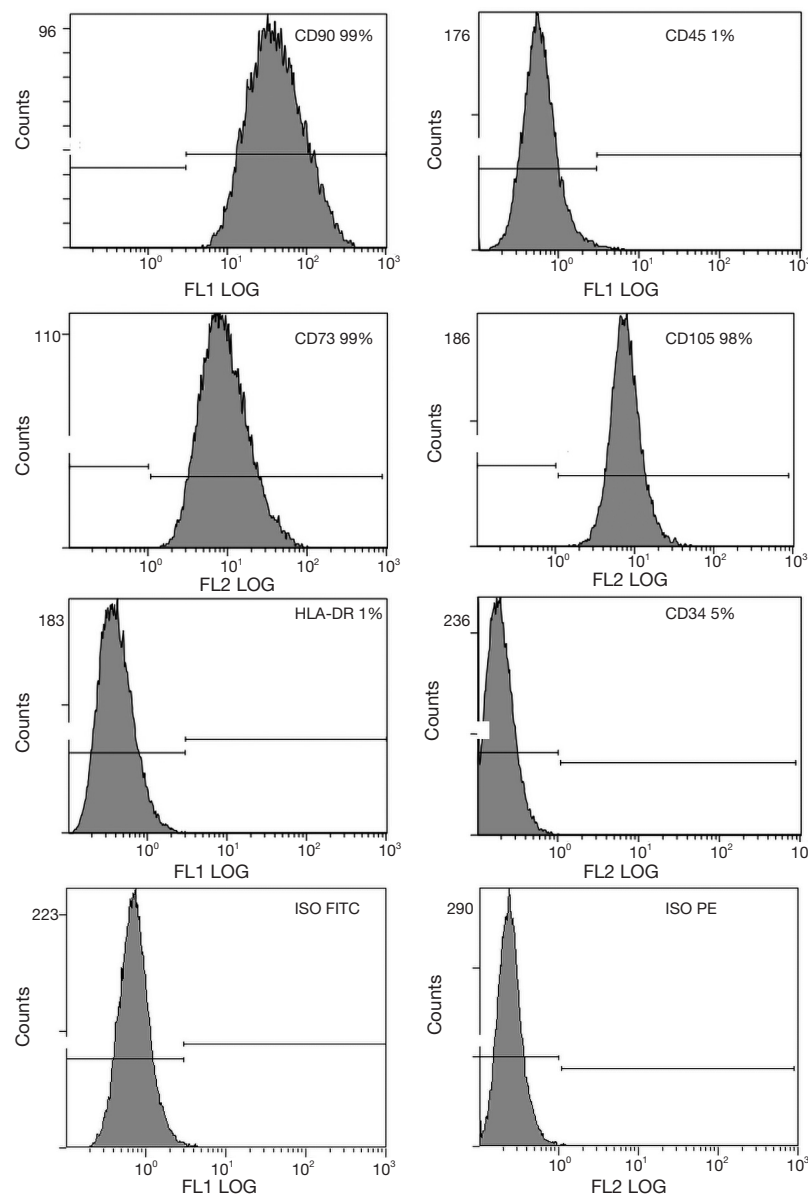 96
CD90 99%
Counts
10⁰ 10¹ 10² 10³
FL1 LOG
176
CD45 1%
Counts
10⁰ 10¹ 10² 10³
FL1 LOG
110
CD73 99%
Counts
10⁰ 10¹ 10² 10³
FL2 LOG
186
CD105 98%
Counts
10⁰ 10¹ 10² 10³
FL2 LOG
183
HLA-DR 1%
Counts
10⁰ 10¹ 10² 10³
FL1 LOG
236
CD34 5%
Counts
10⁰ 10¹ 10² 10
FL2 LOG
223
ISO FITC
Counts
10⁰ 10¹ 10² 10³
FL1 LOG
290
ISO PE
Counts
10⁰ 10¹ 10² 10³
FL2 LOG